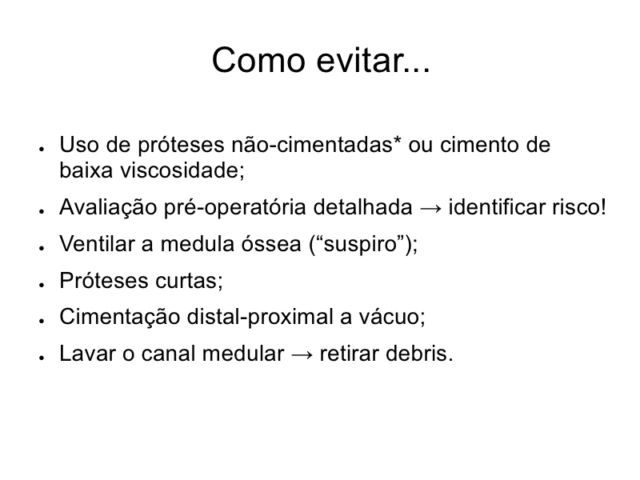 Como evitar...
● Uso de próteses não-cimentadas* ou cimento de
baixa viscosidade;
● Avaliação pré-operatória detalhada → identificar risco!
● Ventilar a medula óssea (“suspiro”);
● Próteses curtas;
● Cimentação distal-proximal a vácuo;
● Lavar o canal medular → retirar debris.